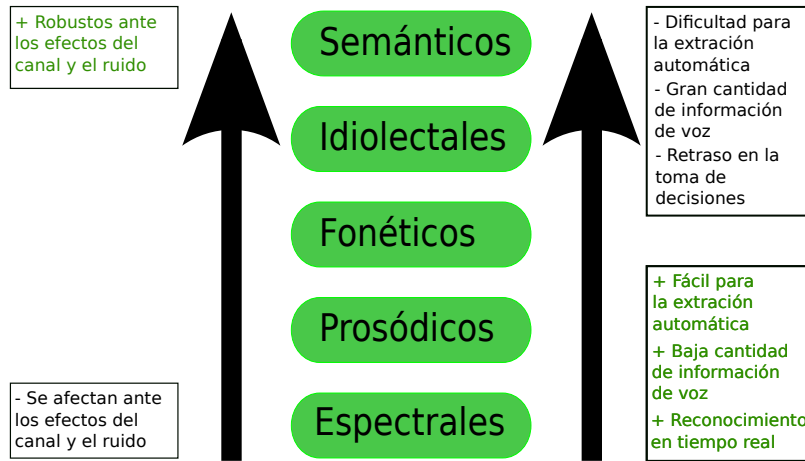 + Robustos ante
los efectos del
canal y el ruido
- Se afectan ante
los efectos del
canal y el ruido
Semánticos
Idiolectales
Fonéticos
Prosódicos
Espectrales
- Dificultad para
la extración
automática
- Gran cantidad
de información
de voz
- Retraso en la
toma de
decisiones
+ Fácil para
la extración
automática
+ Baja cantidad
de información
de voz
+ Reconocimiento
en tiempo real